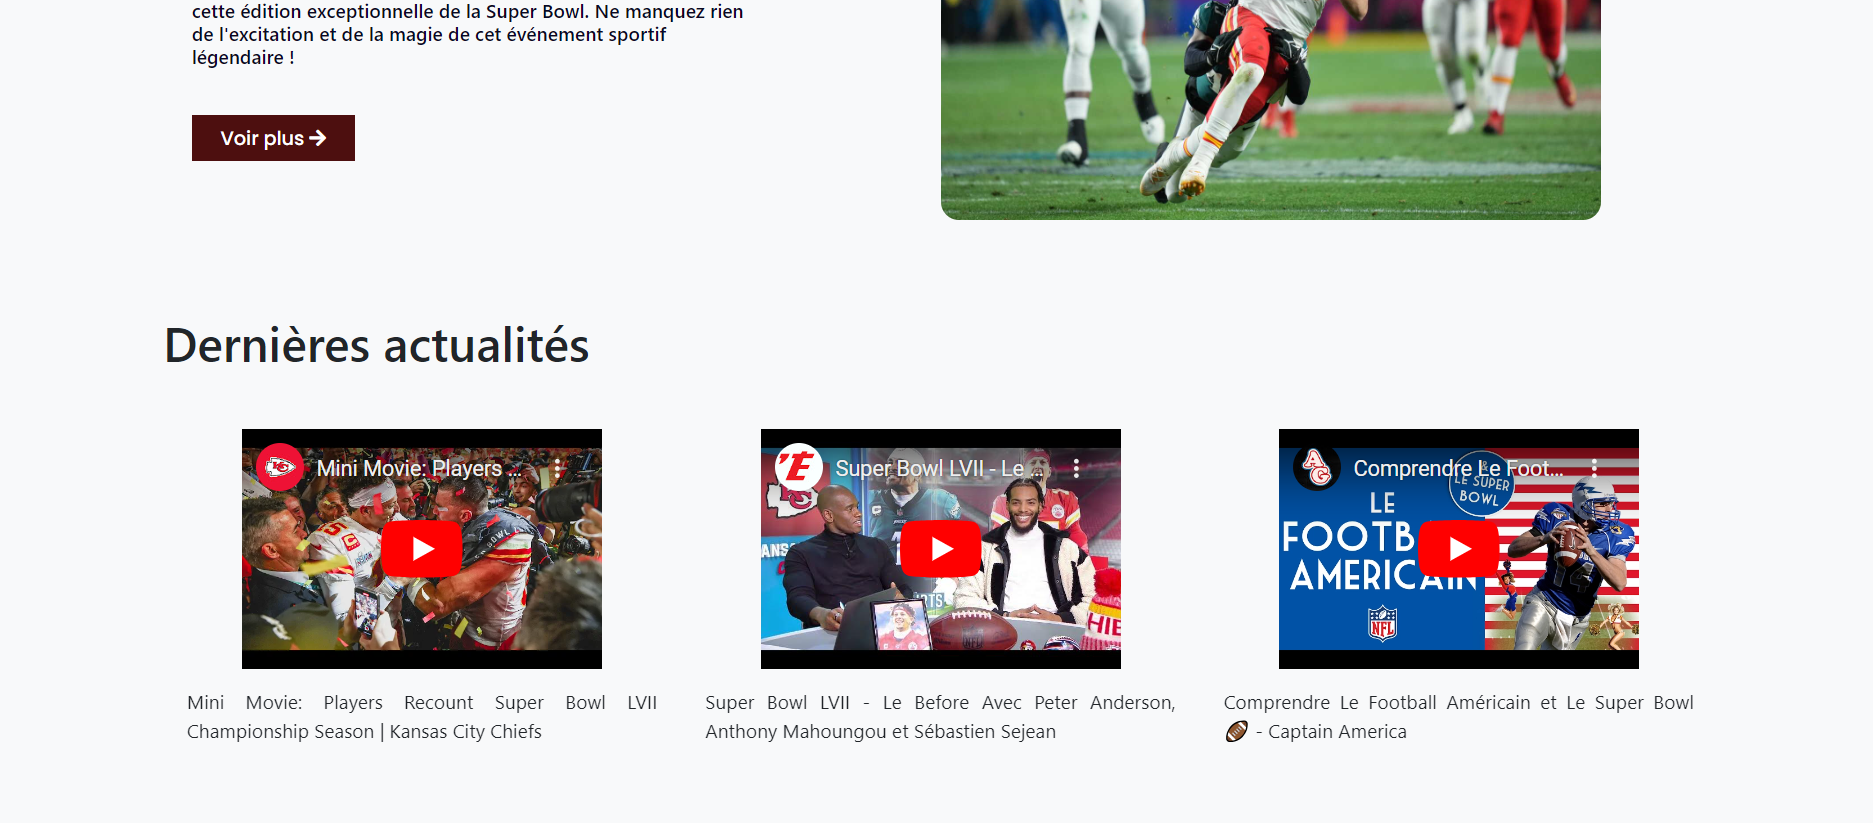 cette édition exceptionnelle de la Super Bowl. Ne manquez rien
de l'excitation et de la magie de cet événement sportif
légendaire !
Voir plus
Dernières actualités
Mini Movie: Players ...
Super Bowl LVII - Le ...
Comprendre Le Foot...
LE
FOOTB
AMERICAIN
LE SUPER
BOWL
NFL
14
Mini Movie: Players Recount Super Bowl LVII
Championship Season | Kansas City Chiefs
Super Bowl LVII - Le Before Avec Peter Anderson,
Anthony Mahoungou et Sébastien Sejean
Comprendre Le Football Américain et Le Super Bowl
🏈 - Captain America